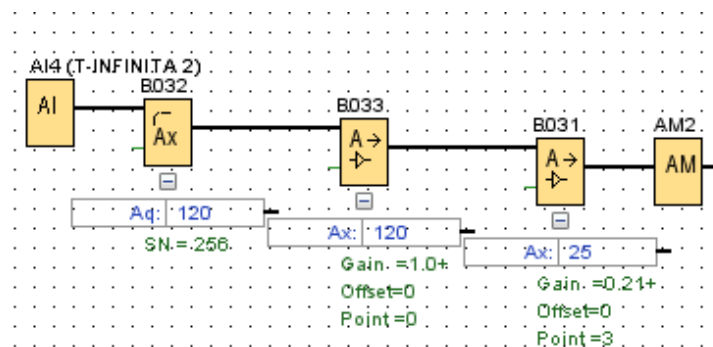 AI4 (T-INFINITA 2)
B032
B033
B031
AM2
AI
Ax
A→
A→
AM
Aq: 120
SN = 256
Ax: 120
Gain =1.0+
Offset=0
Point =0
Ax: 25
Gain =0.21+
Offset=0
Point =3